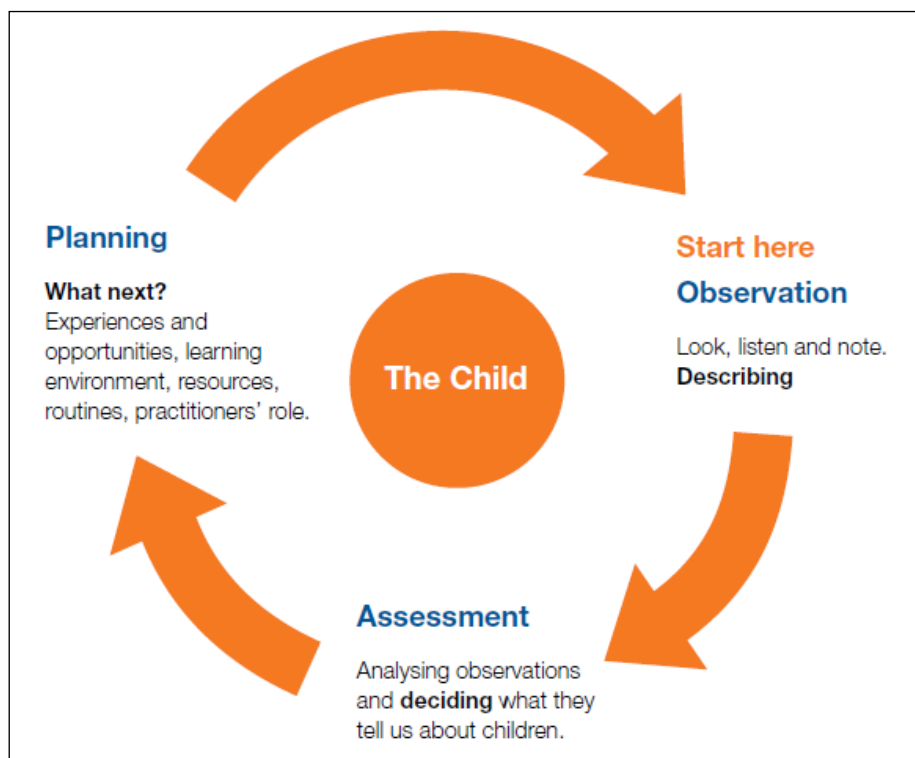 Planning
What next?
Experiences and
opportunities, learning
environment, resources,
routines, practitioners' role.
The Child
Start here
Observation
Look, listen and note.
Describing
Assessment
Analysing observations
and deciding what they
tell us about children.